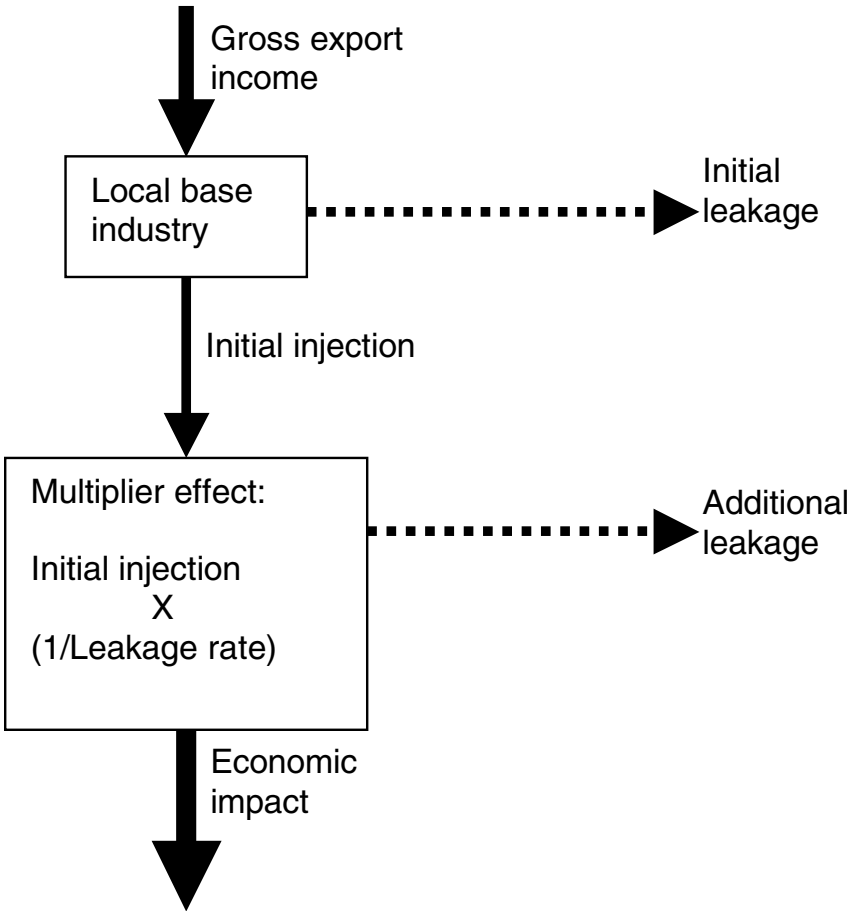 Gross export
income
Local base
industry
Initial
leakage
Initial injection
Multiplier effect:
Initial injection
X
(1/Leakage rate)
Additional
leakage
Economic
impact